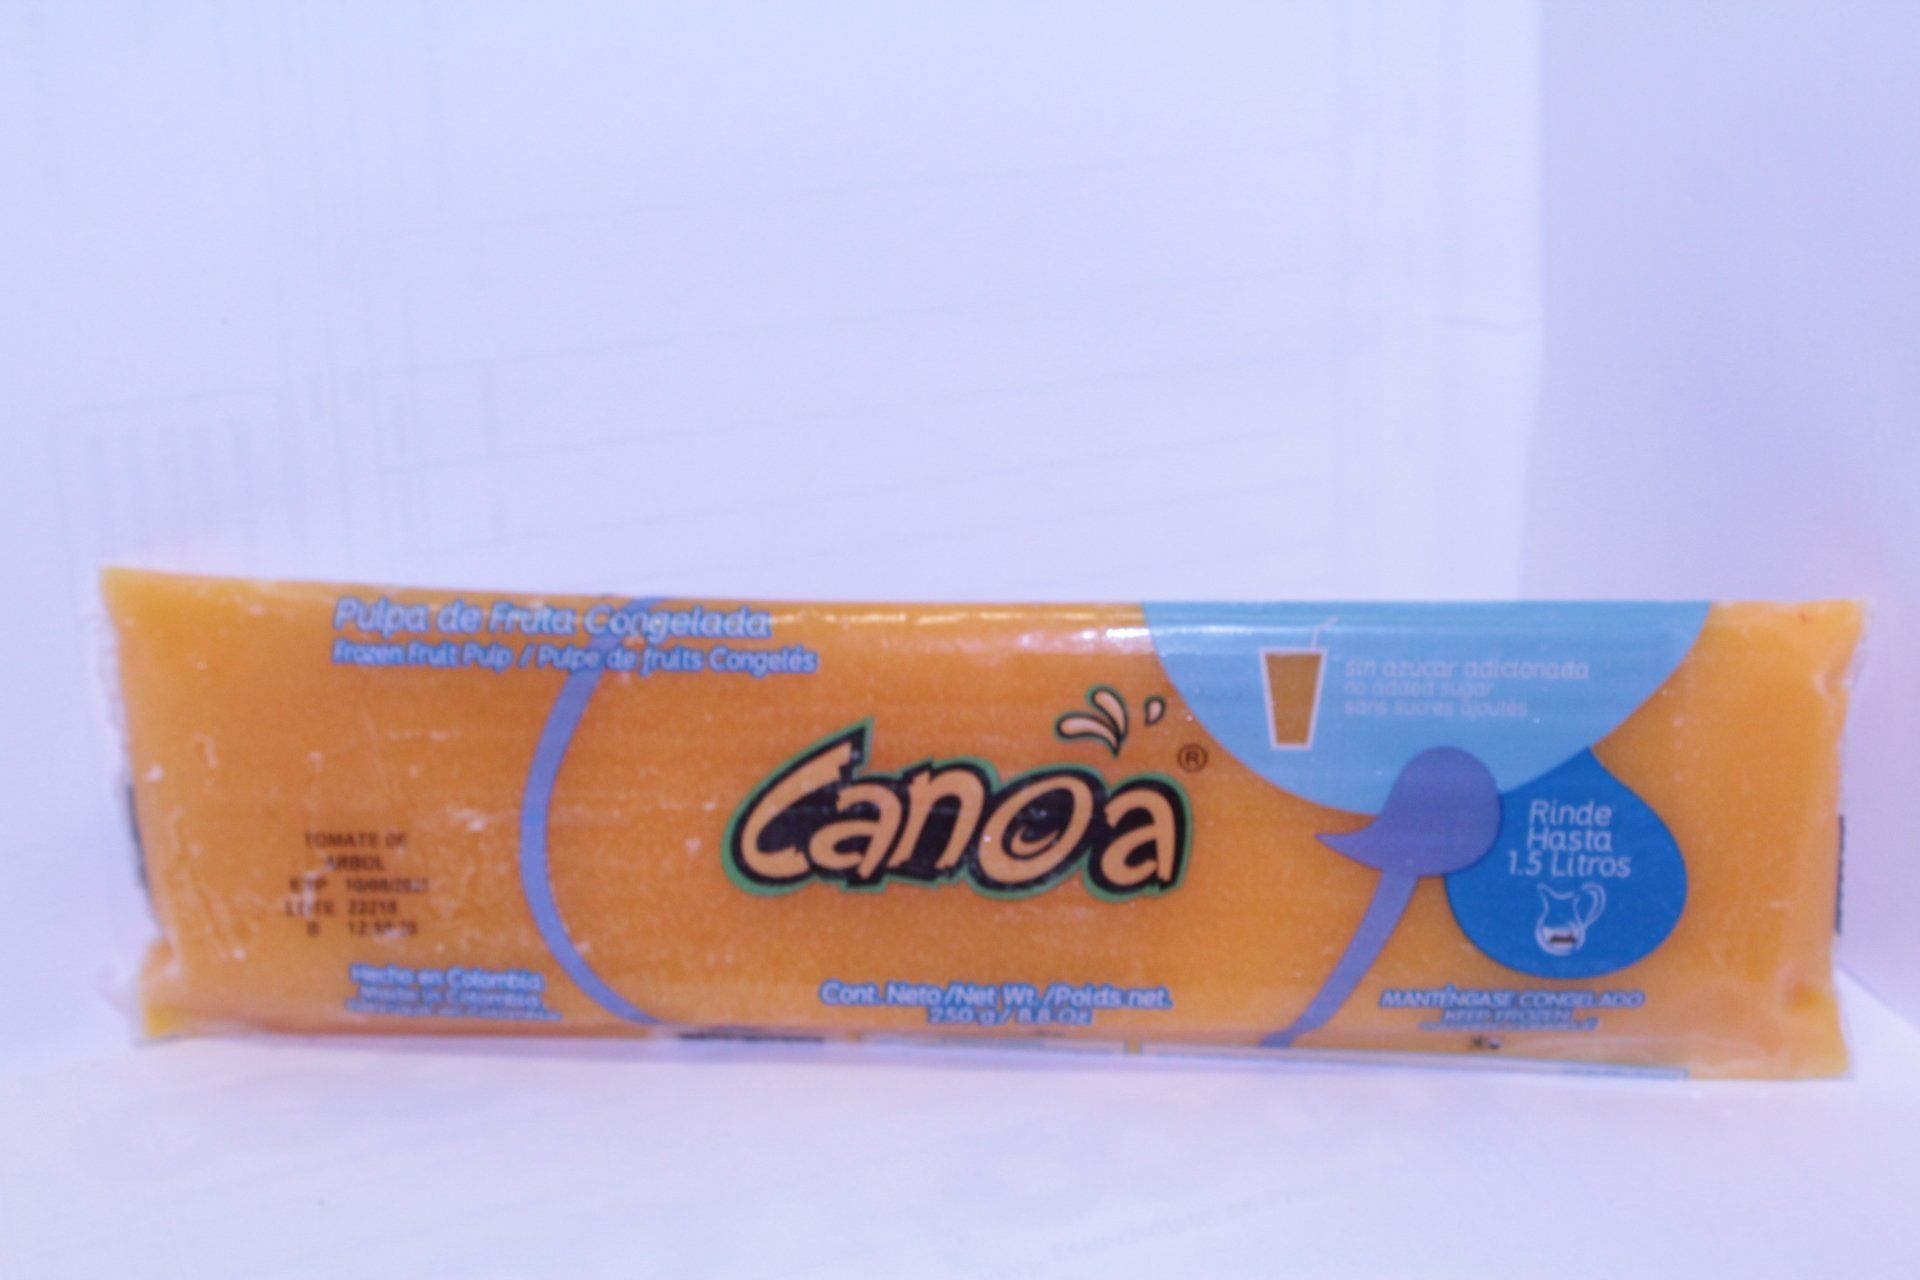 Pulpa de Fruta Congelada
Frozen Fruit Pulp / Pulpe de fruits Congelés
sin azúcar adicionada
no added sugar
sans sucres ajoutés
Canoa ®
Rinde
Hasta
1.5 Litros
TOMATE DE
ARBOL
EXP
LOTE 22218
B
Hecho en Colombia
Made in Colombia
Cont. Neto / Net Wt. / Poids net.
250 g / 8.8 Oz
MANTÉNGASE CONGELADO
KEEP FROZEN